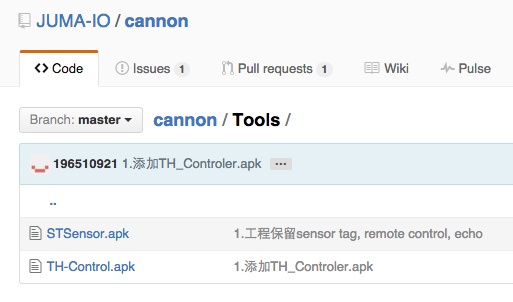 JUMA-IO / cannon
Code Issues 1 Pull requests 1 Wiki Pulse
Branch: master cannon / Tools /
196510921 1.添加TH_Controler.apk ...
..
STSensor.apk 1.工程保留sensor tag, remote control, echo
TH-Control.apk 1.添加TH_Controler.apk